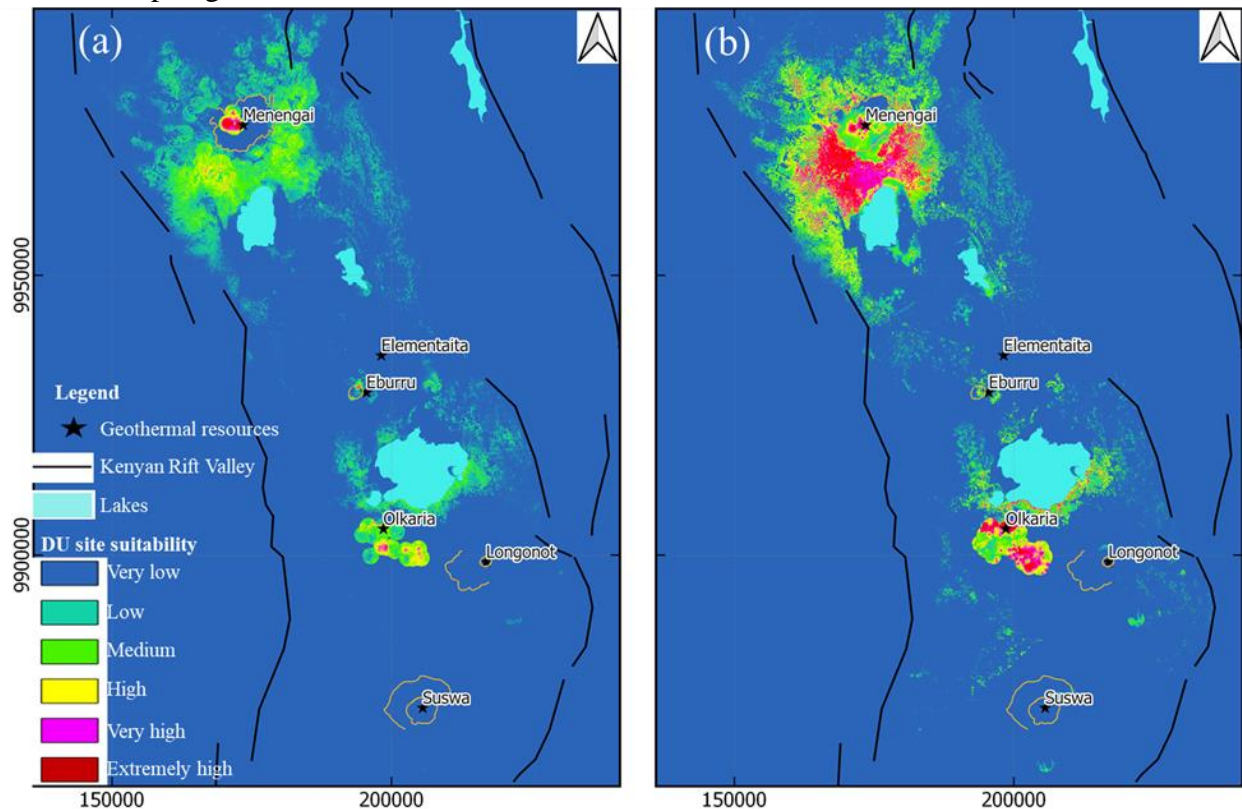 (a)
Menengai
9950000
Elementaita
Eburru
Olkaria
Longonot
9900000
Suswa
Legend
Geothermal resources
Kenyan Rift Valley
Lakes
DU site suitability
Very low
Low
Medium
High
Very high
Extremely high
150000 200000
(b)
Menengai
Elementaita
Eburru
Olkaria
Longonot
Suswa
150000 200000